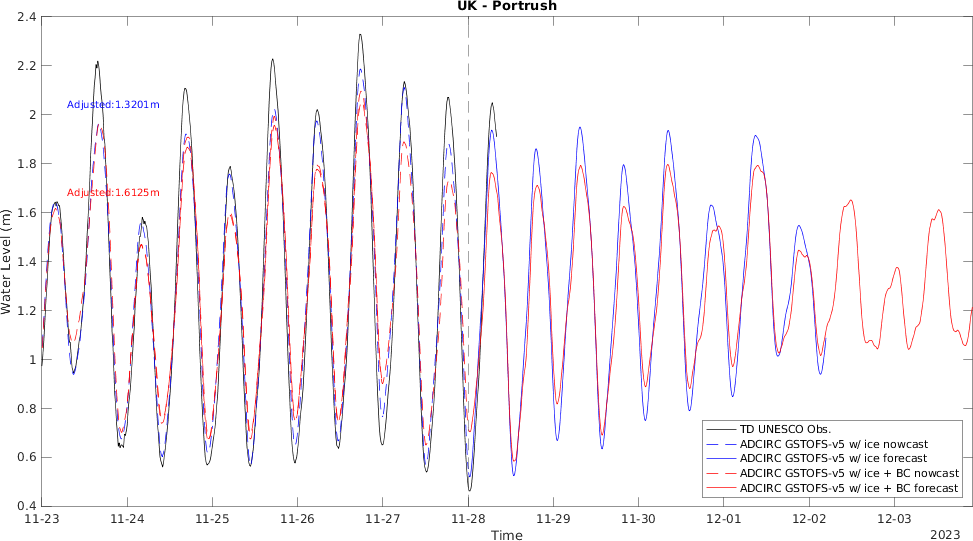 UK - Portrush
2.4
2.2
2
1.8
1.6
1.4
1.2
1
0.8
0.6
0.4
Water Level (m)
Adjusted:1.3201m
Adjusted:1.6125m
TD UNESCO Obs.
ADCIRC GSTOFS-v5 w/ ice nowcast
ADCIRC GSTOFS-v5 w/ ice forecast
ADCIRC GSTOFS-v5 w/ ice + BC nowcast
ADCIRC GSTOFS-v5 w/ ice + BC forecast
11-23 11-24 11-25 11-26 11-27 11-28 11-29 11-30 12-01 12-02 12-03
Time
2023